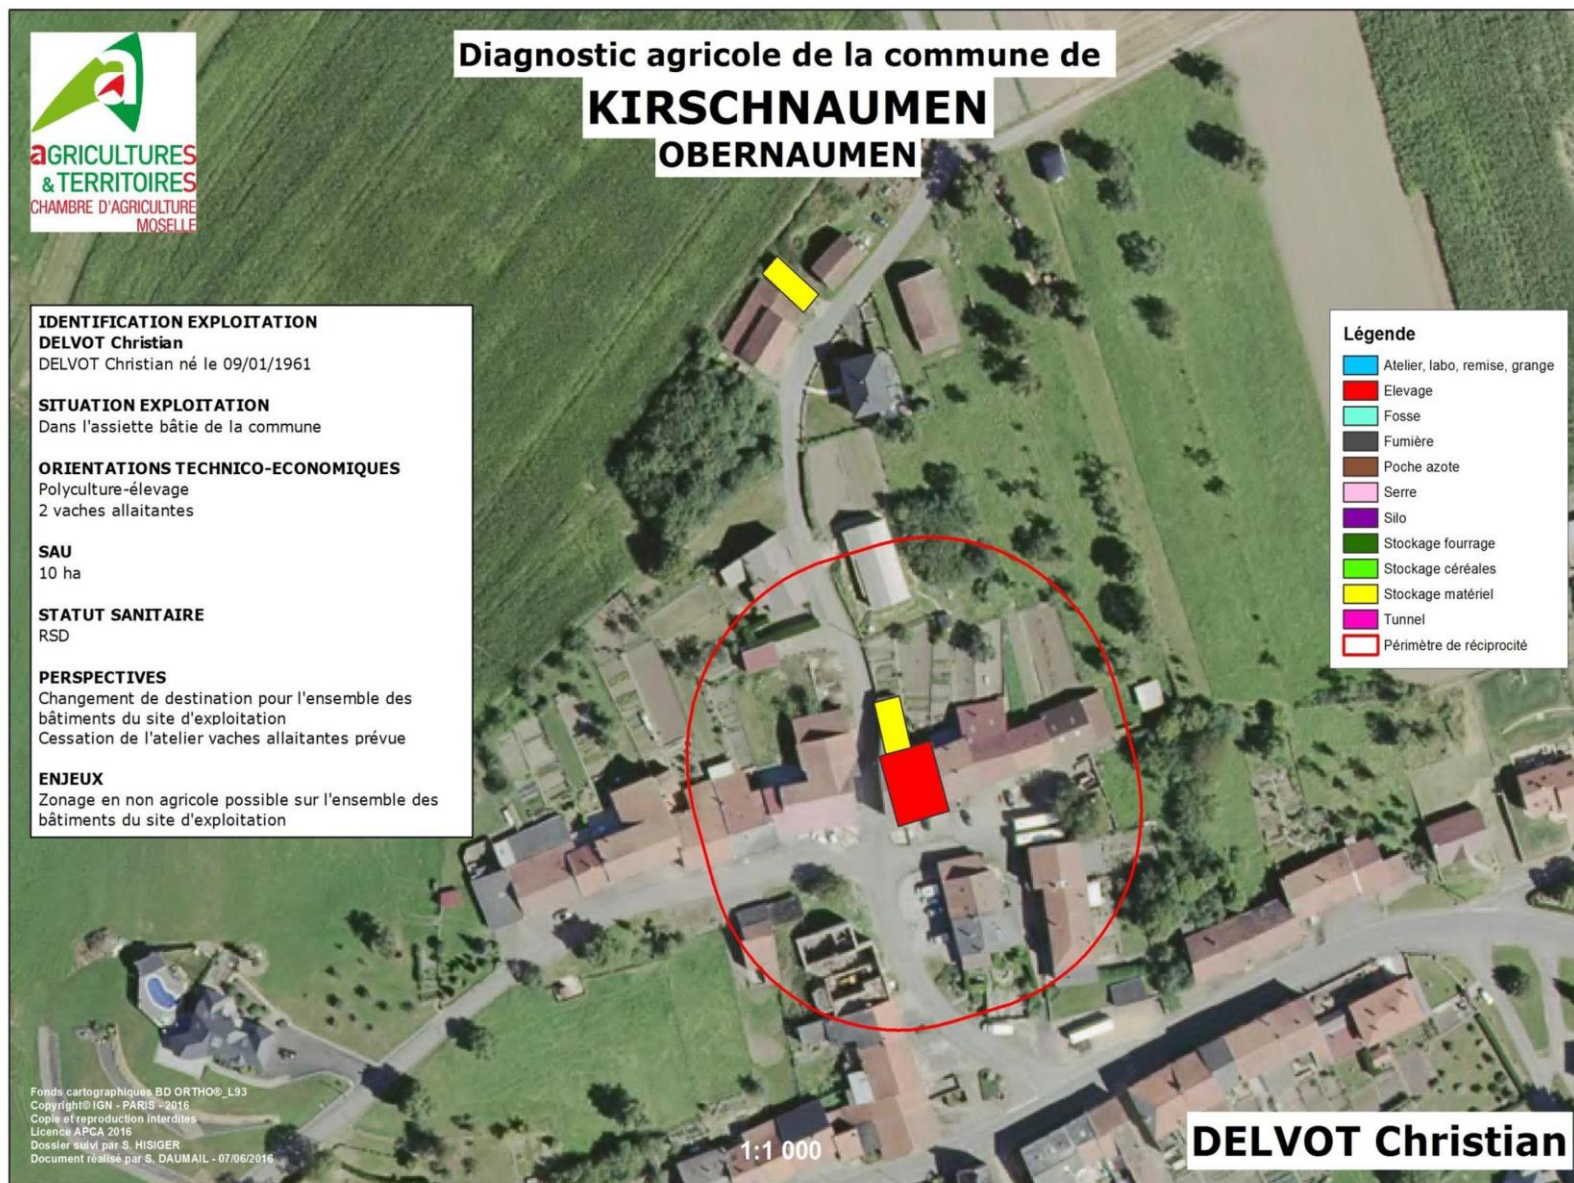 Diagnostic agricole de la commune de
KIRSCHNAUMEN
OBERNAUMEN
aGRICULTURES
& TERRITOIRES
CHAMBRE D'AGRICULTURE
MOSELLE
IDENTIFICATION EXPLOITATION
DELVOT Christian
DELVOT Christian né le 09/01/1961
SITUATION EXPLOITATION
Dans l'assiette bâtie de la commune
ORIENTATIONS TECHNICO-ECONOMIQUES
Polyculture-élevage
2 vaches allaitantes
SAU
10 ha
STATUT SANITAIRE
RSD
PERSPECTIVES
Changement de destination pour l'ensemble des
bâtiments du site d'exploitation
Cessation de l'atelier vaches allaitantes prévue
ENJEUX
Zonage en non agricole possible sur l'ensemble des
bâtiments du site d'exploitation
Légende
Atelier, labo, remise, grange
Elevage
Fosse
Fumière
Poche azote
Serre
Silo
Stockage fourrage
Stockage céréales
Stockage matériel
Tunnel
Périmètre de réciprocité
Fonds cartographiques BD ORTHO®_L93
Copyright© IGN - PARIS - 2016
Copie et reproduction interdites
Licence APCA 2016
Dossier suivi par S. HISIGER
Document réalisé par S. DAUMAIL - 07/06/2016
1:1 000
DELVOT Christian